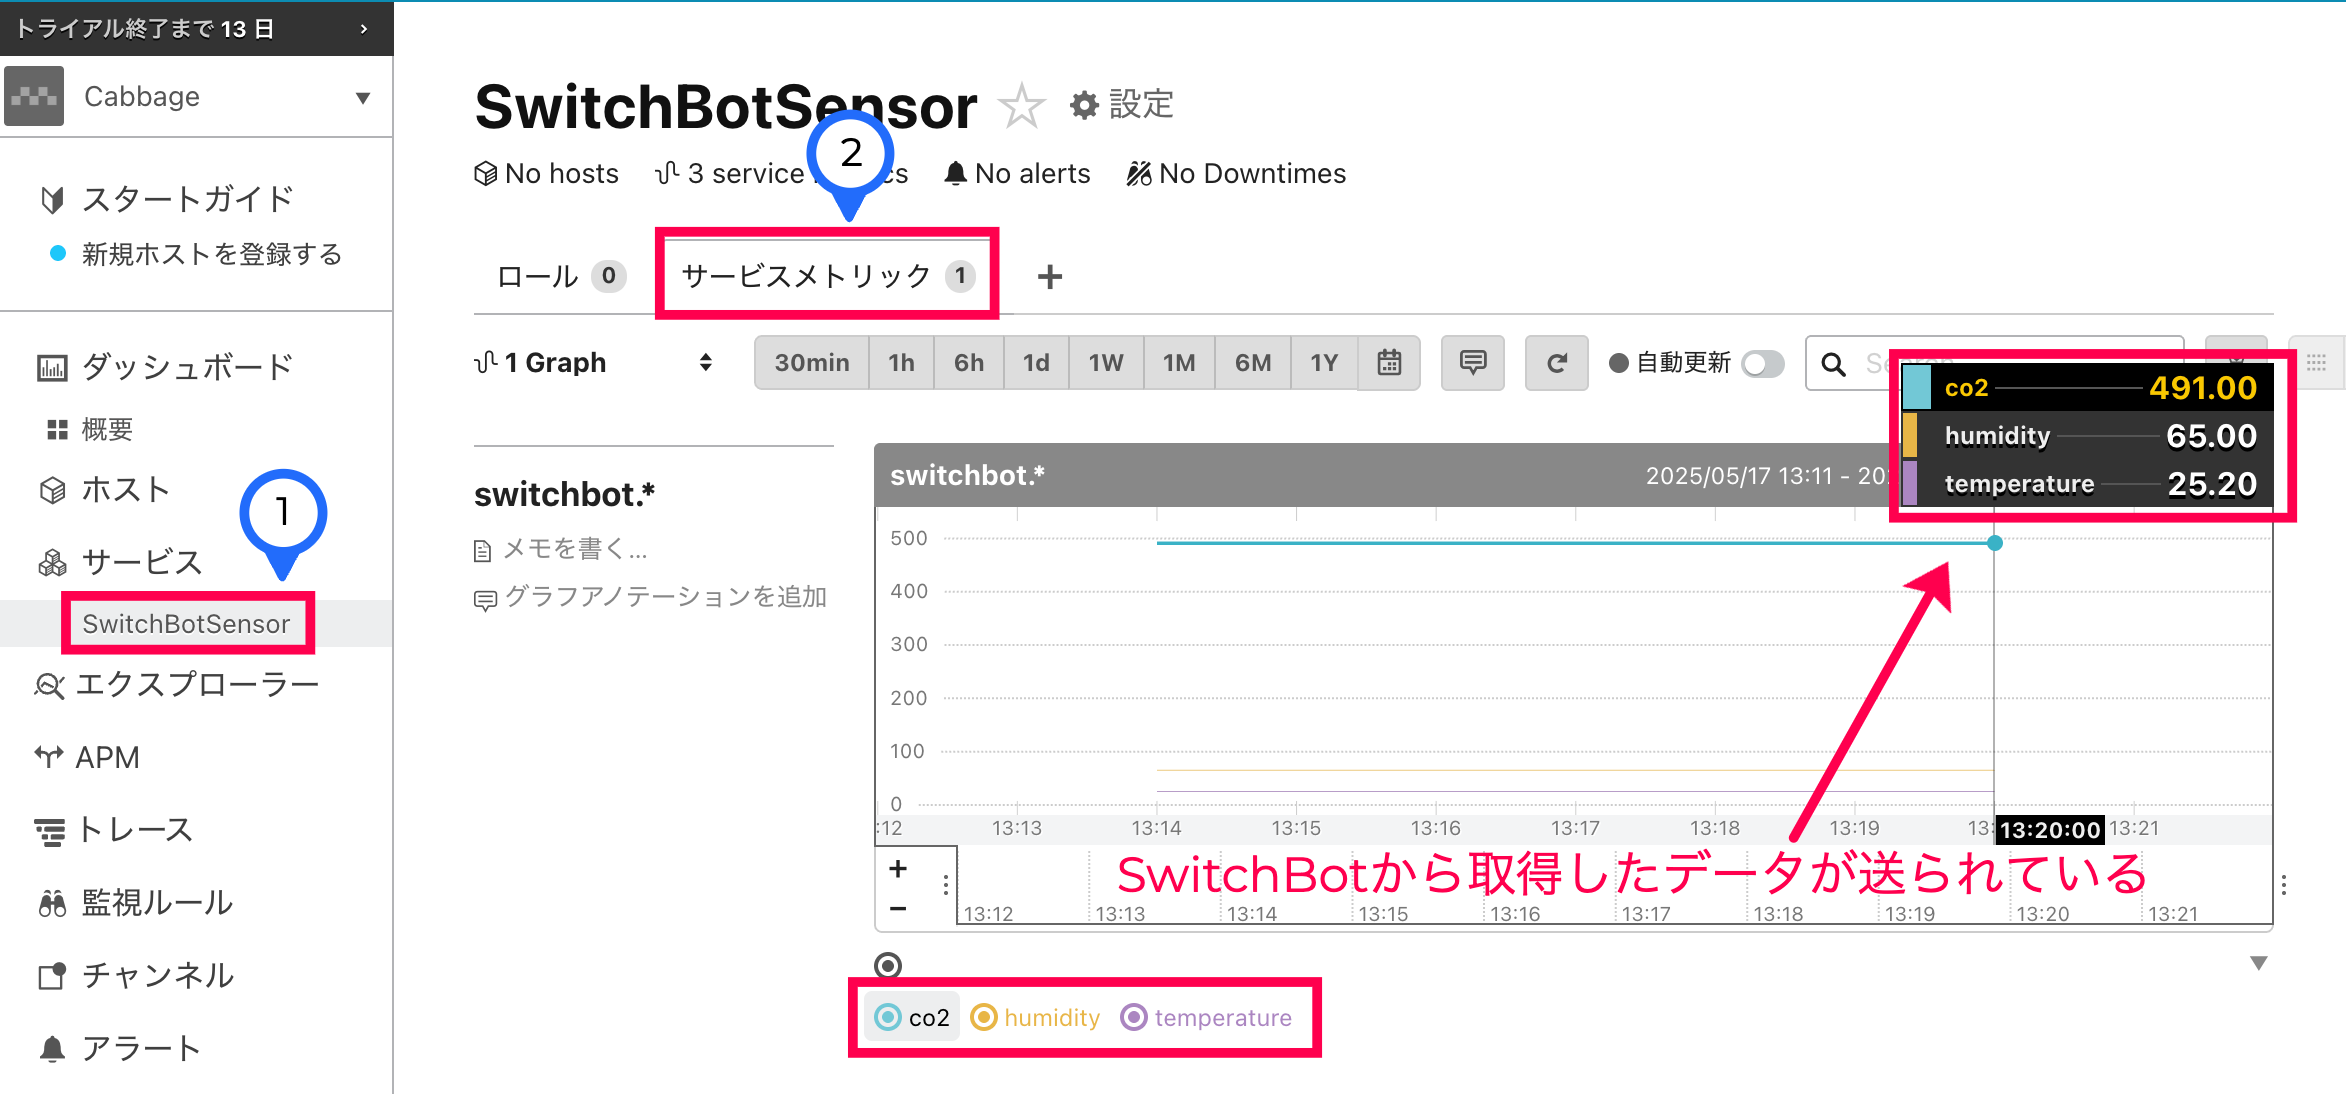 トライアル終了まで 13 日
Cabbage
スタートガイド
新規ホストを登録する
ダッシュボード
概要
ホスト
1
サービス
SwitchBotSensor
エクスプローラー
APM
トレース
監視ルール
チャンネル
アラート
SwitchBotSensor
設定
2
No hosts
3 service
No alerts
No Downtimes
ロール 0
サービスメトリック 1
+
1 Graph
30min 1h 6h 1d 1W 1M 6M 1Y
自動更新
co2 491.00
humidity 65.00
temperature 25.20
switchbot.*
メモを書く...
グラフアノテーションを追加
switchbot.*
2025/05/17 13:11 - 20
500
400
300
200
100
0
:12 13:13 13:14 13:15 13:16 13:17 13:18 13:19 13:20:00 13:21
SwitchBotから取得したデータが送られている
+
−
13:12 13:13 13:14 13:15 13:16 13:17 13:18 13:19 13:20 13:21
co2 humidity temperature